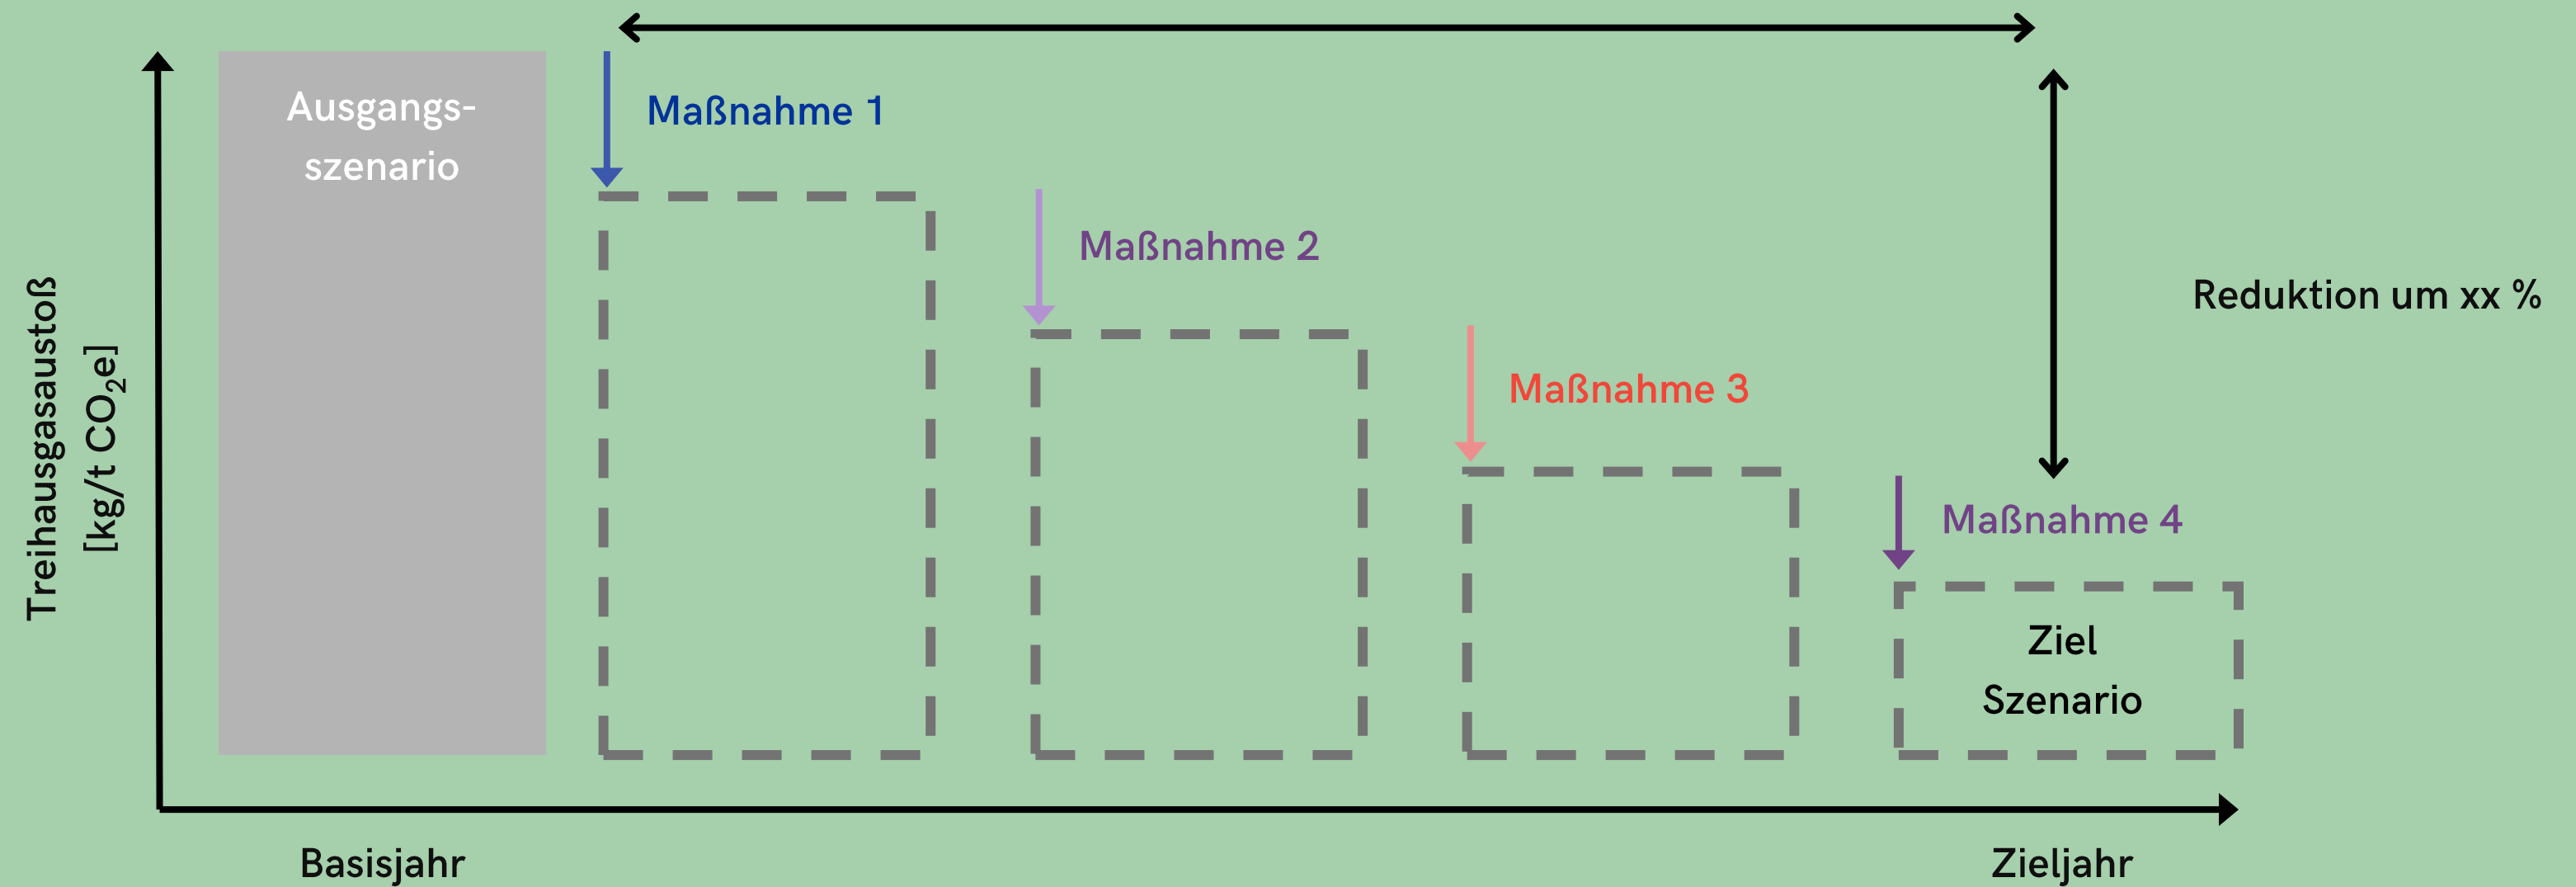 Ausgangs-
szenario
Maßnahme 1
Maßnahme 2
Maßnahme 3
Maßnahme 4
Reduktion um xx %
Ziel
Szenario
Treihausgasaustoß
[kg/t CO₂e]
Basisjahr
Zieljahr